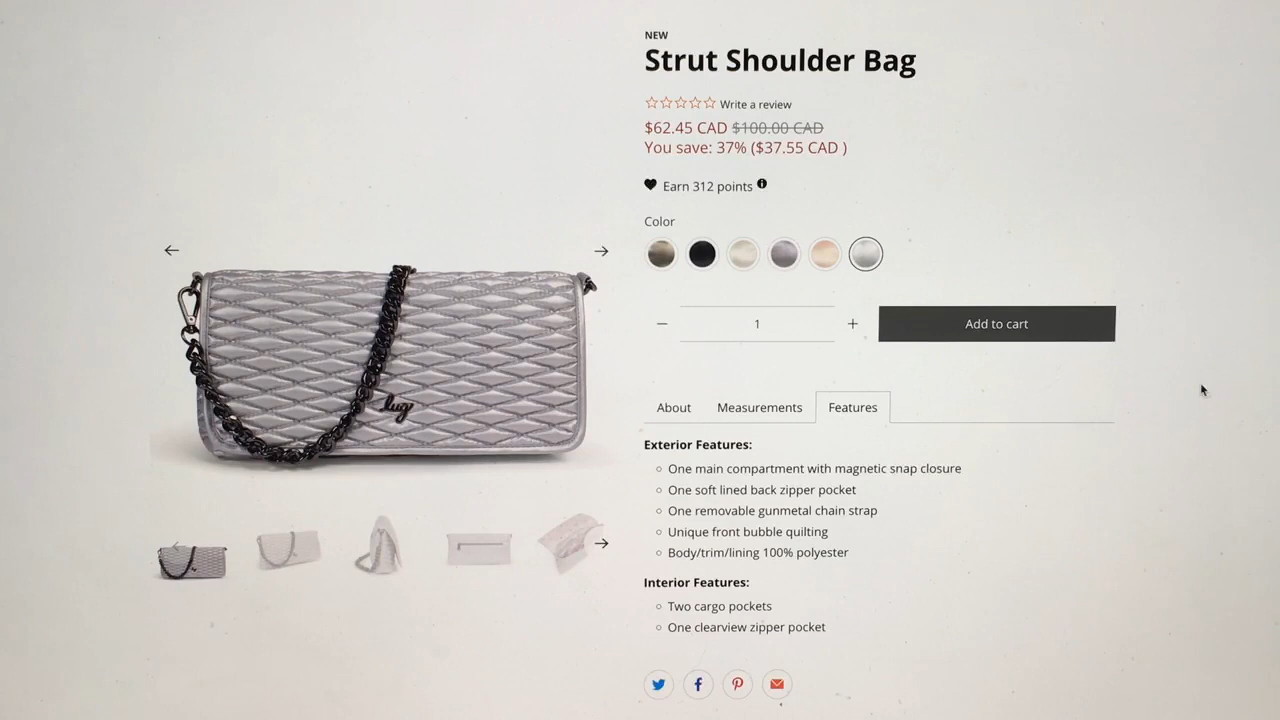 NEW
Strut Shoulder Bag
Write a review
$62.45 CAD $100.00 CAD
You save: 37% ($37.55 CAD )
Earn 312 points
Color
1
Add to cart
lug
About Measurements Features
Exterior Features:
One main compartment with magnetic snap closure
One soft lined back zipper pocket
One removable gunmetal chain strap
Unique front bubble quilting
Body/trim/lining 100% polyester
Interior Features:
Two cargo pockets
One clearview zipper pocket